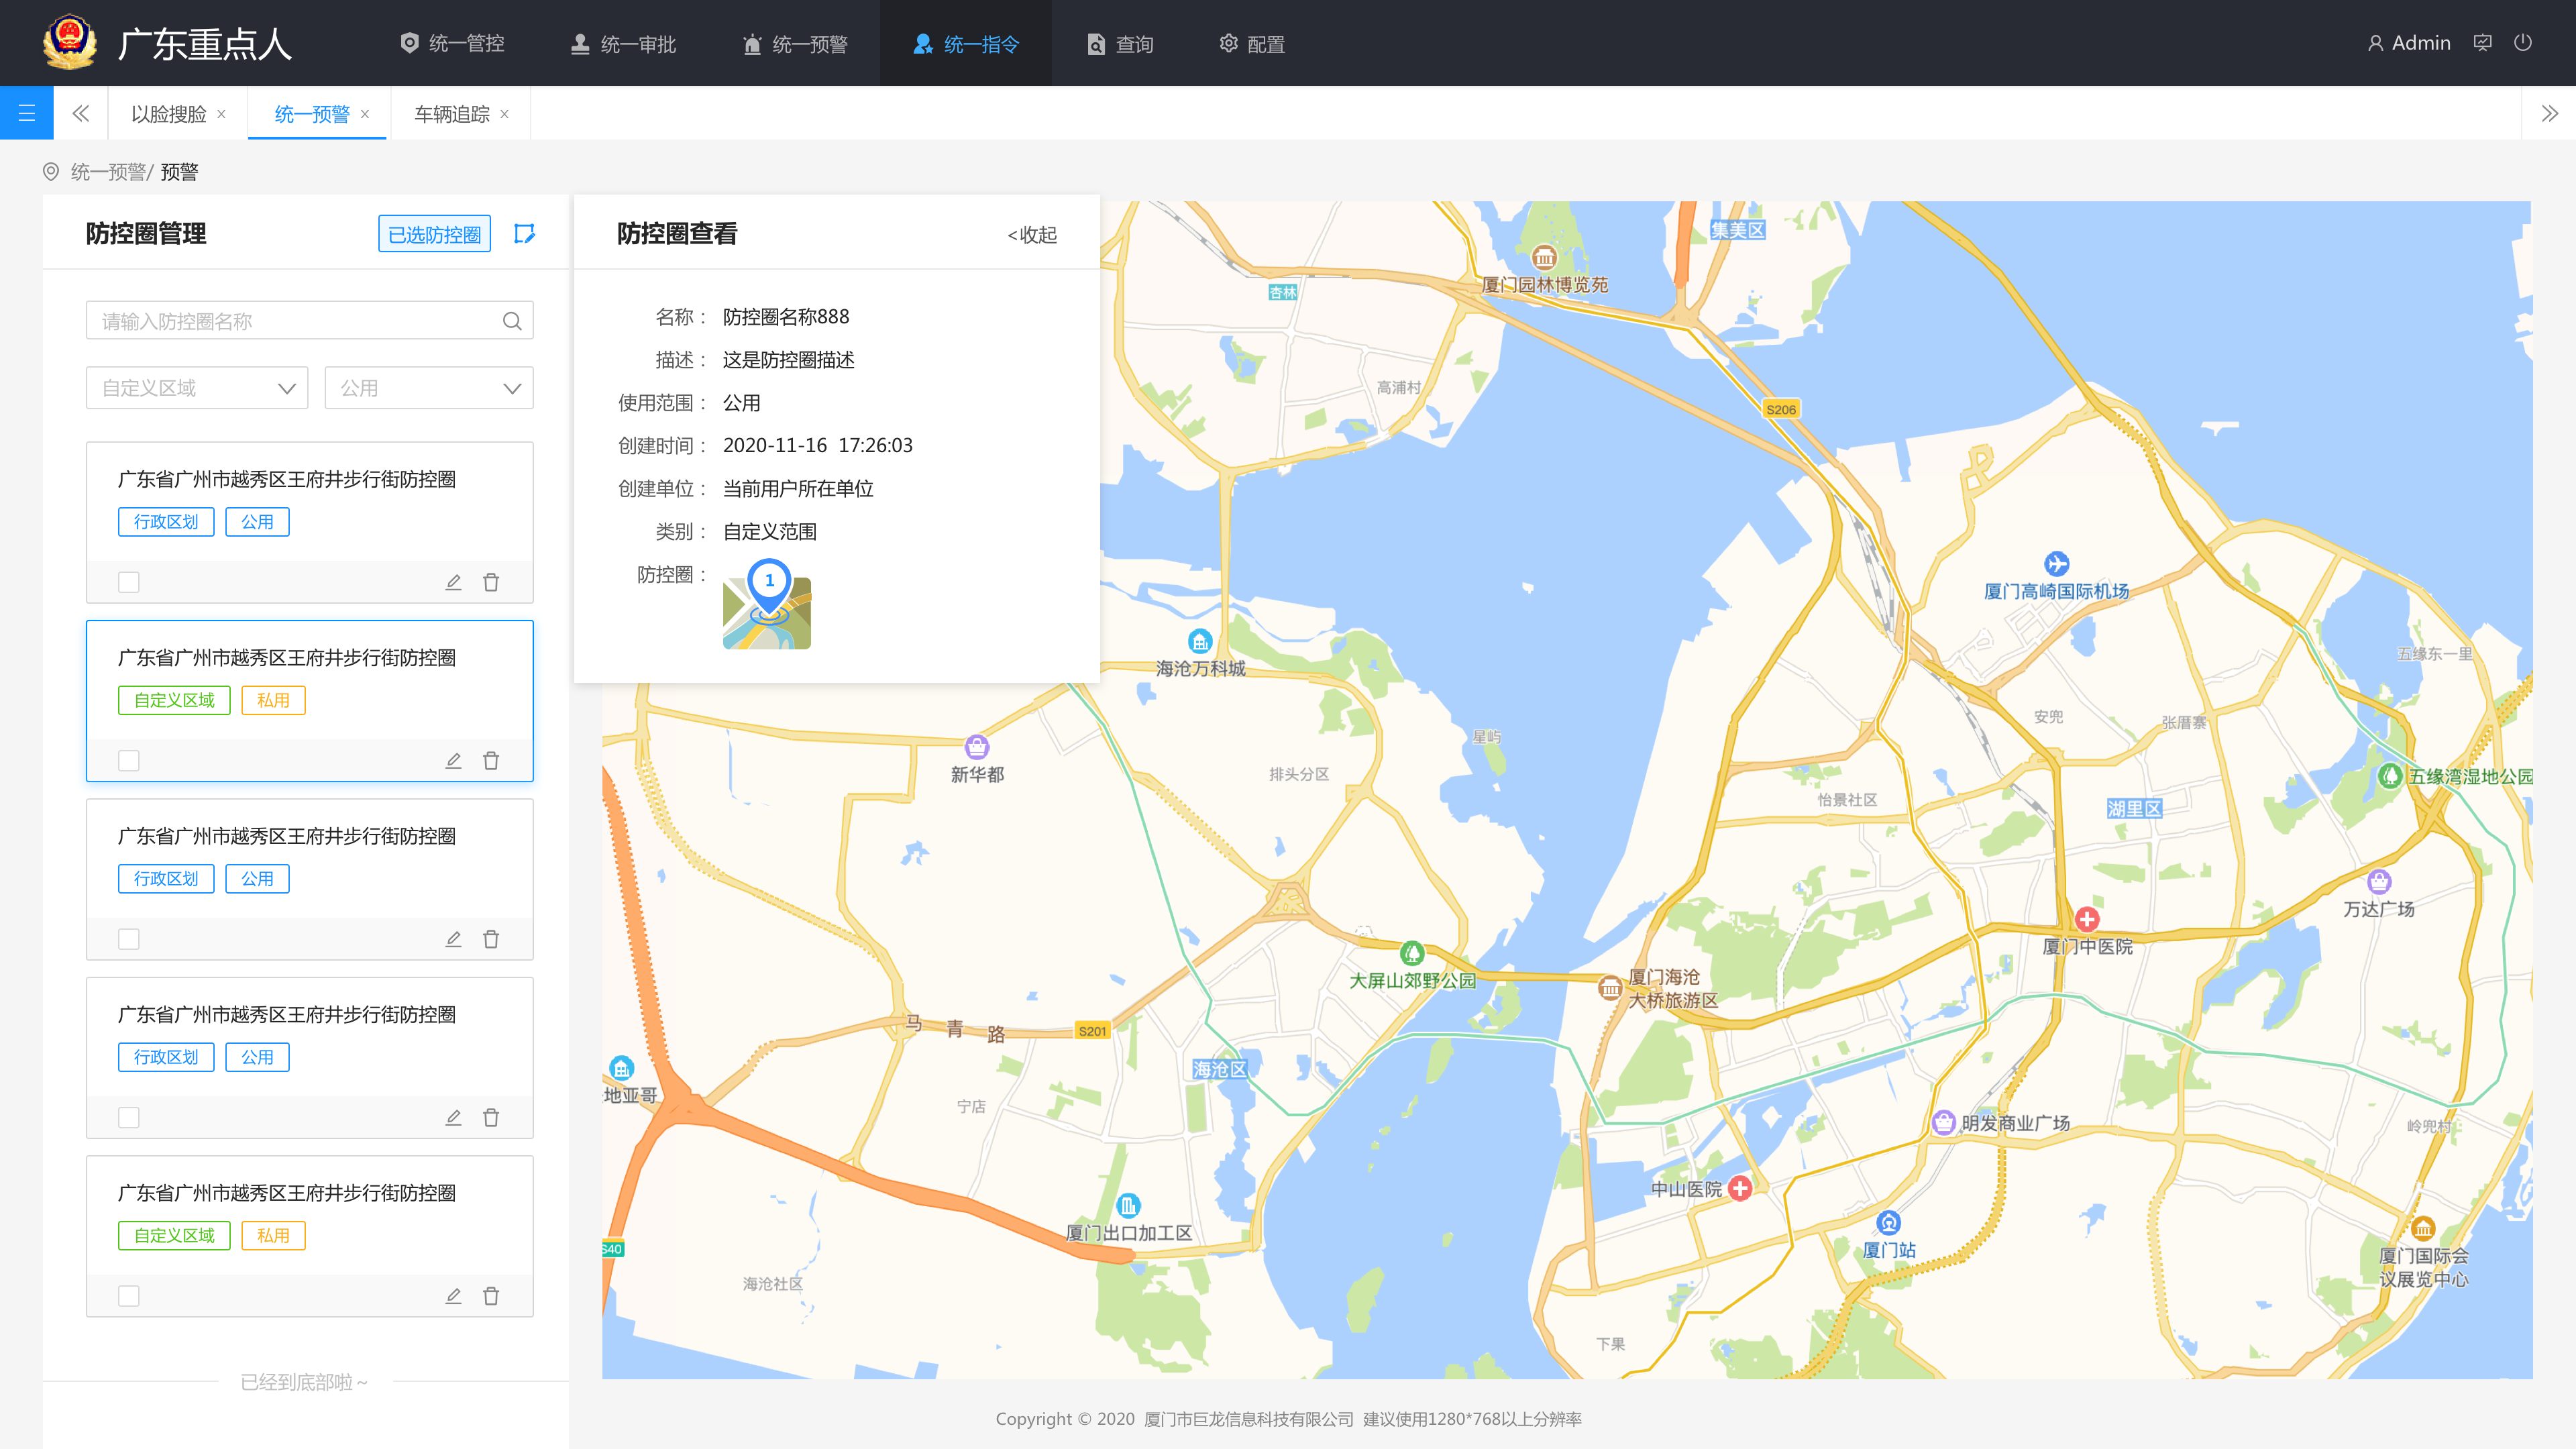 广东重点人
统一管控
统一审批
统一预警
统一指令
查询
配置
Admin
以脸搜脸 ×
统一预警 ×
车辆追踪 ×
统一预警/ 预警
防控圈管理
已选防控圈
请输入防控圈名称
自定义区域
公用
广东省广州市越秀区王府井步行街防控圈
行政区划 公用
广东省广州市越秀区王府井步行街防控圈
自定义区域 私用
广东省广州市越秀区王府井步行街防控圈
行政区划 公用
广东省广州市越秀区王府井步行街防控圈
行政区划 公用
广东省广州市越秀区王府井步行街防控圈
自定义区域 私用
已经到底部啦～
防控圈查看
<收起
名称： 防控圈名称888
描述： 这是防控圈描述
使用范围： 公用
创建时间： 2020-11-16 17:26:03
创建单位： 当前用户所在单位
类别： 自定义范围
防控圈：
1
集美区
厦门园林博览苑
杏林
高浦村
S206
厦门高崎国际机场
海沧万科城
五缘东一里
安兜
张厝寨
星屿
新华都
排头分区
五缘湾湿地公园
怡景社区
湖里区
万达广场
厦门中医院
大屏山郊野公园
厦门海沧
大桥旅游区
马青路
S201
海沧区
地亚哥
宁店
明发商业广场
岭兜村
中山医院
厦门站
厦门出口加工区
S40
厦门国际会
议展览中心
海沧社区
下果
Copyright © 2020 厦门市巨龙信息科技有限公司 建议使用1280*768以上分辨率